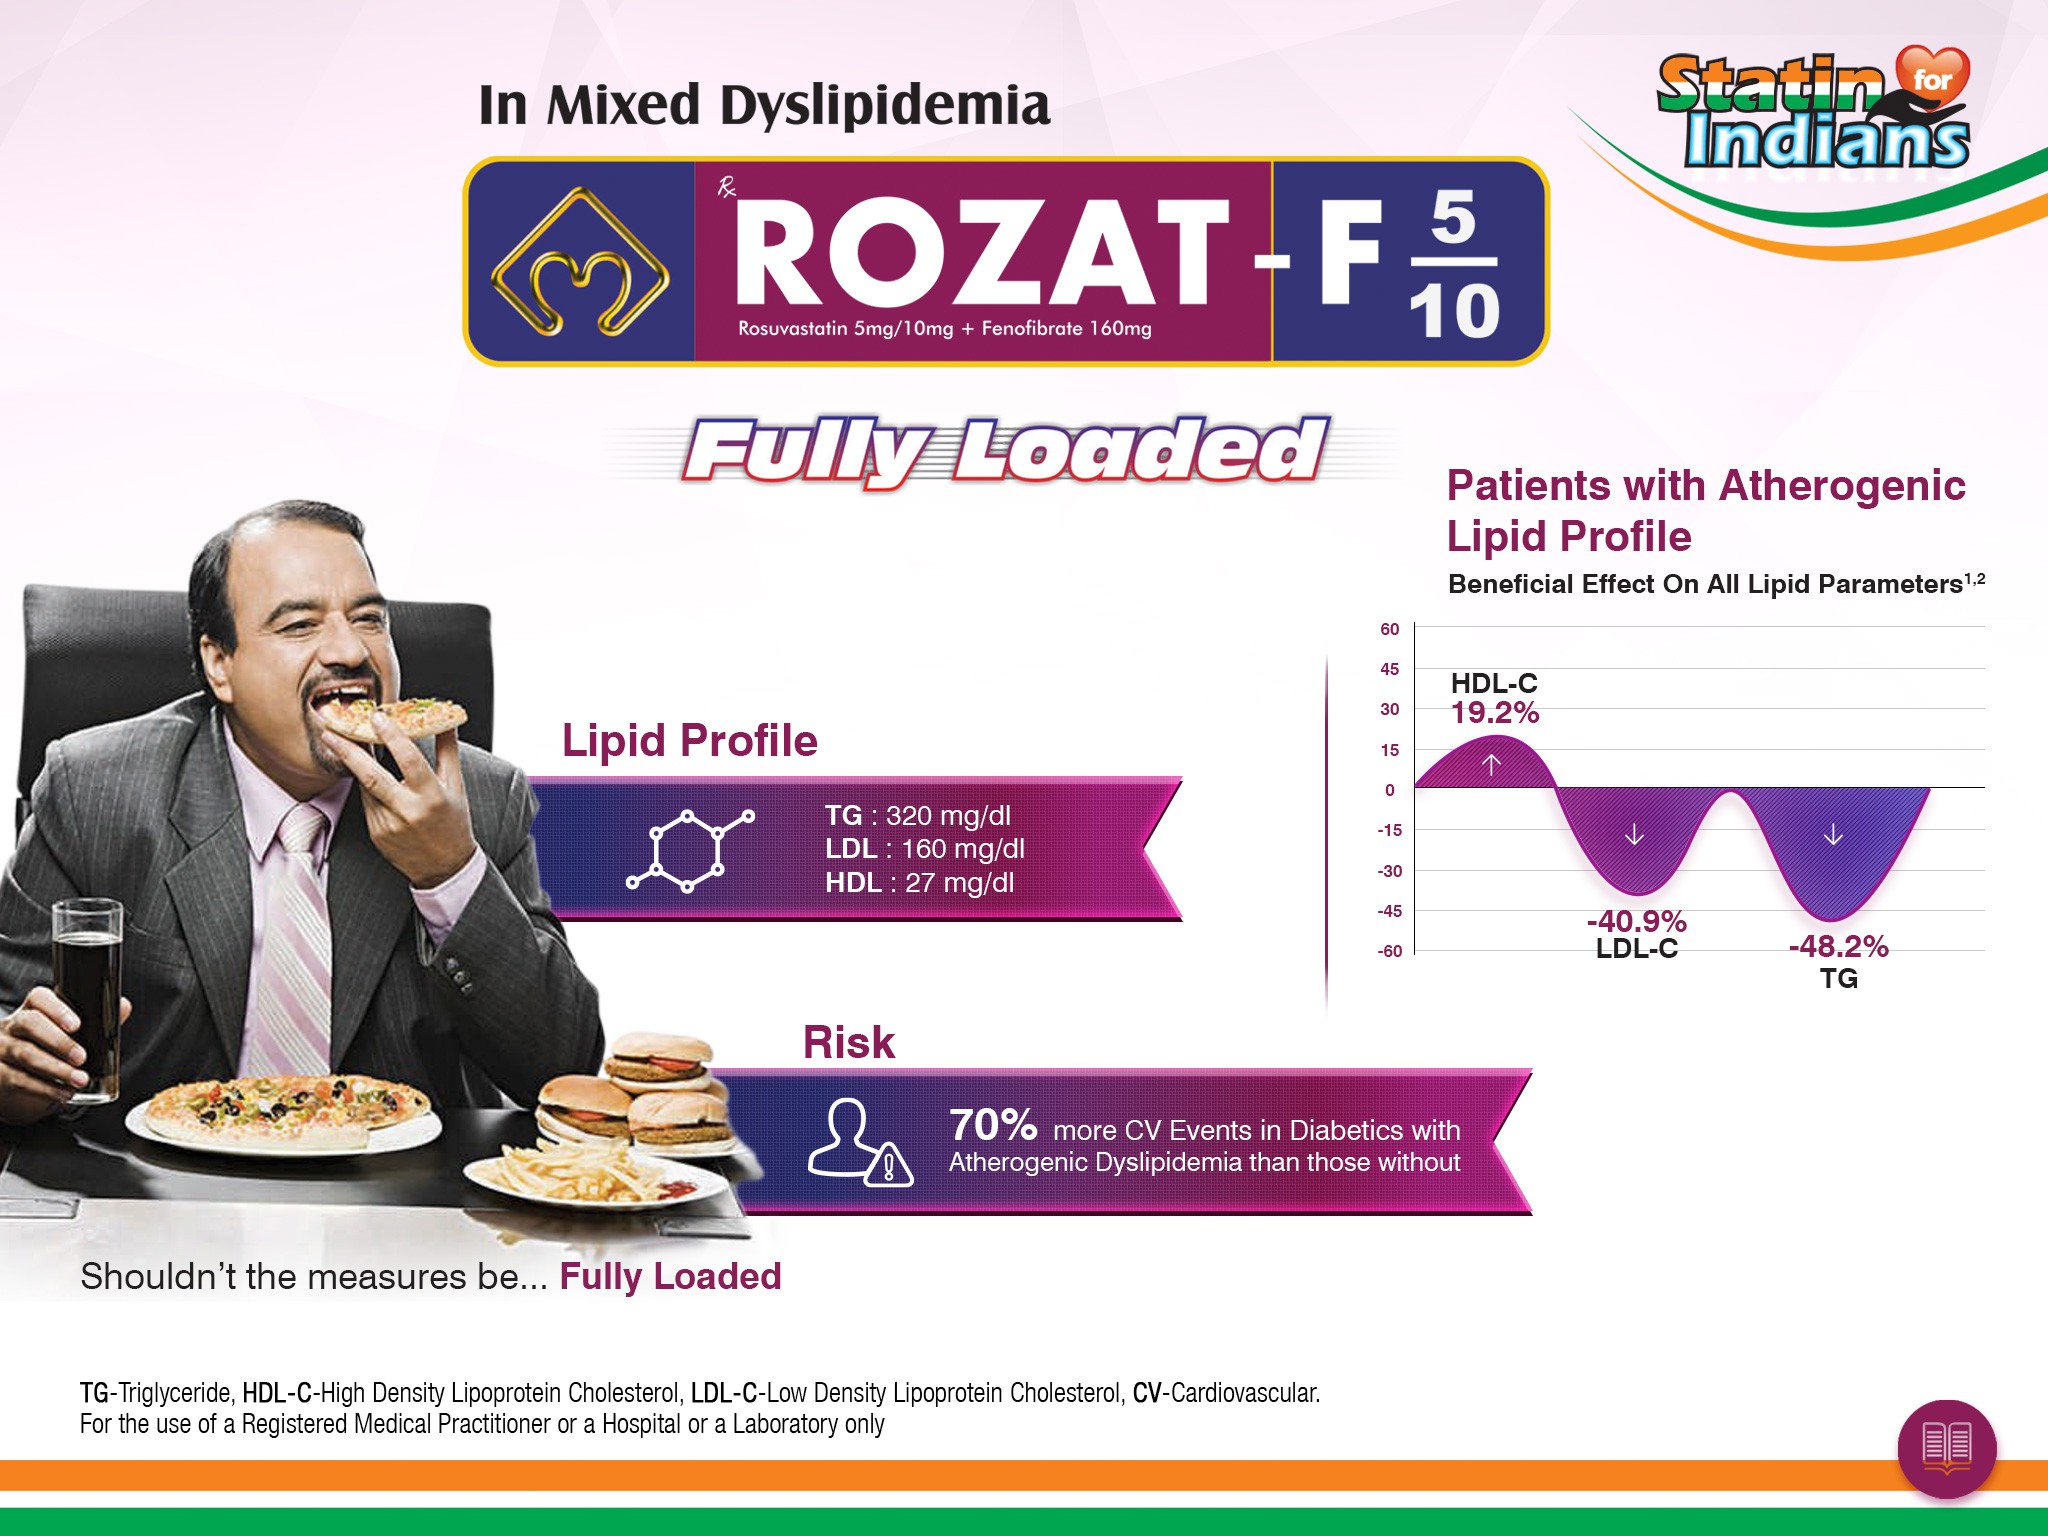 Statin for
Indians
In Mixed Dyslipidemia
Rx
ROZAT-F 5/10
Rosuvastatin 5mg/10mg + Fenofibrate 160mg
Fully Loaded
Patients with Atherogenic
Lipid Profile
Beneficial Effect On All Lipid Parameters1,2
60
45
30
15
0
-15
-30
-45
-60
HDL-C
19.2%
-40.9%
LDL-C
-48.2%
TG
Lipid Profile
TG : 320 mg/dl
LDL : 160 mg/dl
HDL : 27 mg/dl
Risk
70% more CV Events in Diabetics with
Atherogenic Dyslipidemia than those without
Shouldn't the measures be... Fully Loaded
TG-Triglyceride, HDL-C-High Density Lipoprotein Cholesterol, LDL-C-Low Density Lipoprotein Cholesterol, CV-Cardiovascular.
For the use of a Registered Medical Practitioner or a Hospital or a Laboratory only